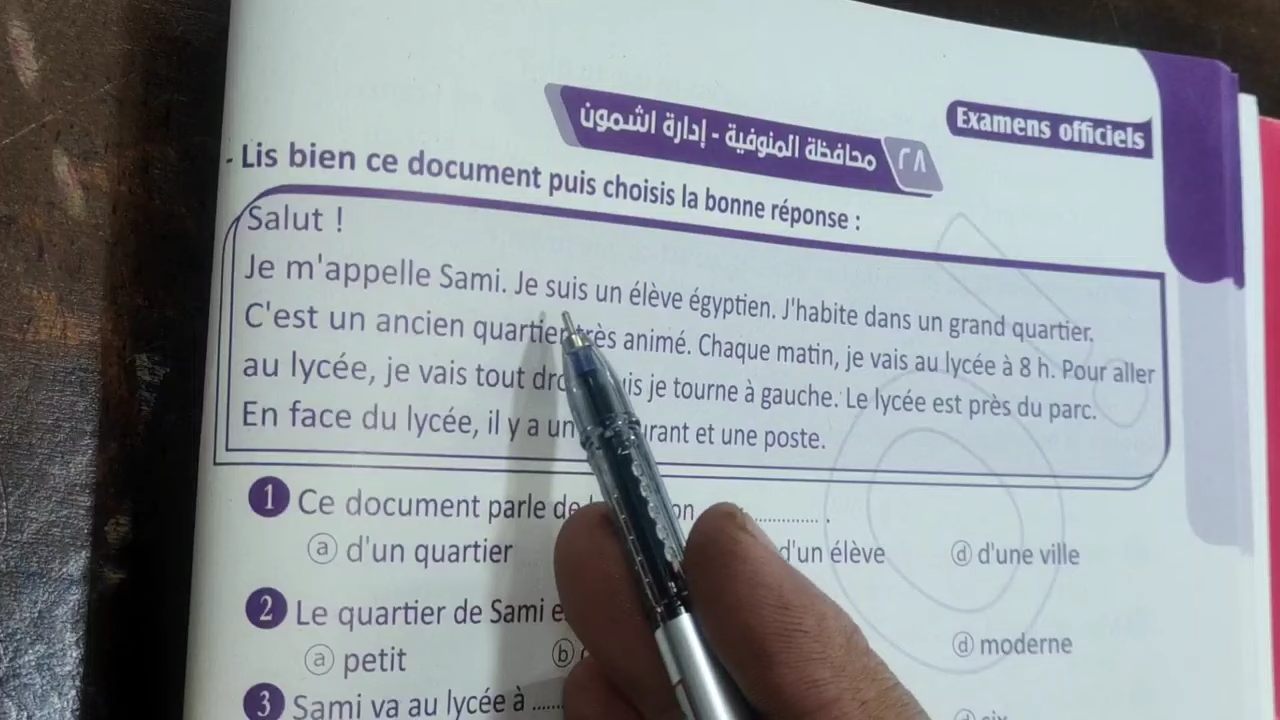 Examens officiels
٢٨ محافظة المنوفية - إدارة اشمون
- Lis bien ce document puis choisis la bonne réponse :
Salut !
Je m'appelle Sami. Je suis un élève égyptien. J'habite dans un grand quartier.
C'est un ancien quartier très animé. Chaque matin, je vais au lycée à 8 h. Pour aller
au lycée, je vais tout puis je tourne à gauche. Le lycée est près du parc.
En face du lycée, il y a un et une poste.
1 Ce document parle de ............... .
a d'un quartier d'un élève d d'une ville
2 Le quartier de Sami
a petit b d moderne
3 Sami va au lycée à ......
d six